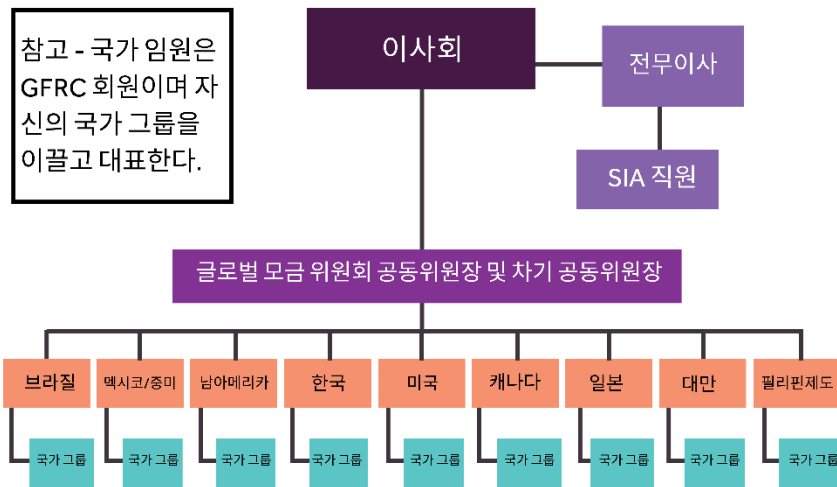 참고 - 국가 임원은
GFRC 회원이며 자
신의 국가 그룹을
이끌고 대표한다.
이사회
전무이사
SIA 직원
글로벌 모금 위원회 공동위원장 및 차기 공동위원장
브라질
멕시코/중미
남아메리카
한국
미국
캐나다
일본
대만
필리핀제도
국가 그룹
국가 그룹
국가 그룹
국가 그룹
국가 그룹
국가 그룹
국가 그룹
국가 그룹
국가 그룹